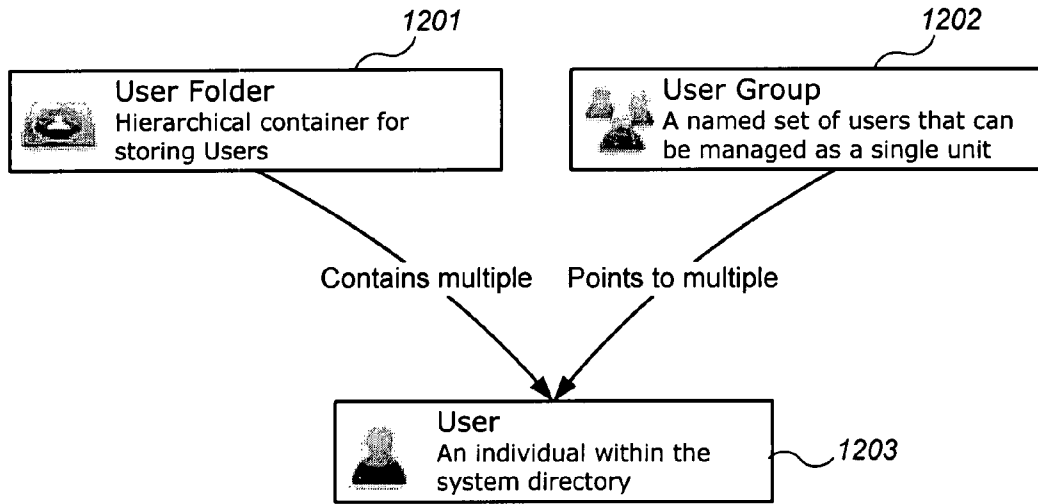 1201
1202
User Folder
Hierarchical container for
storing Users
User Group
A named set of users that can
be managed as a single unit
Contains multiple
Points to multiple
User
An individual within the
system directory
1203